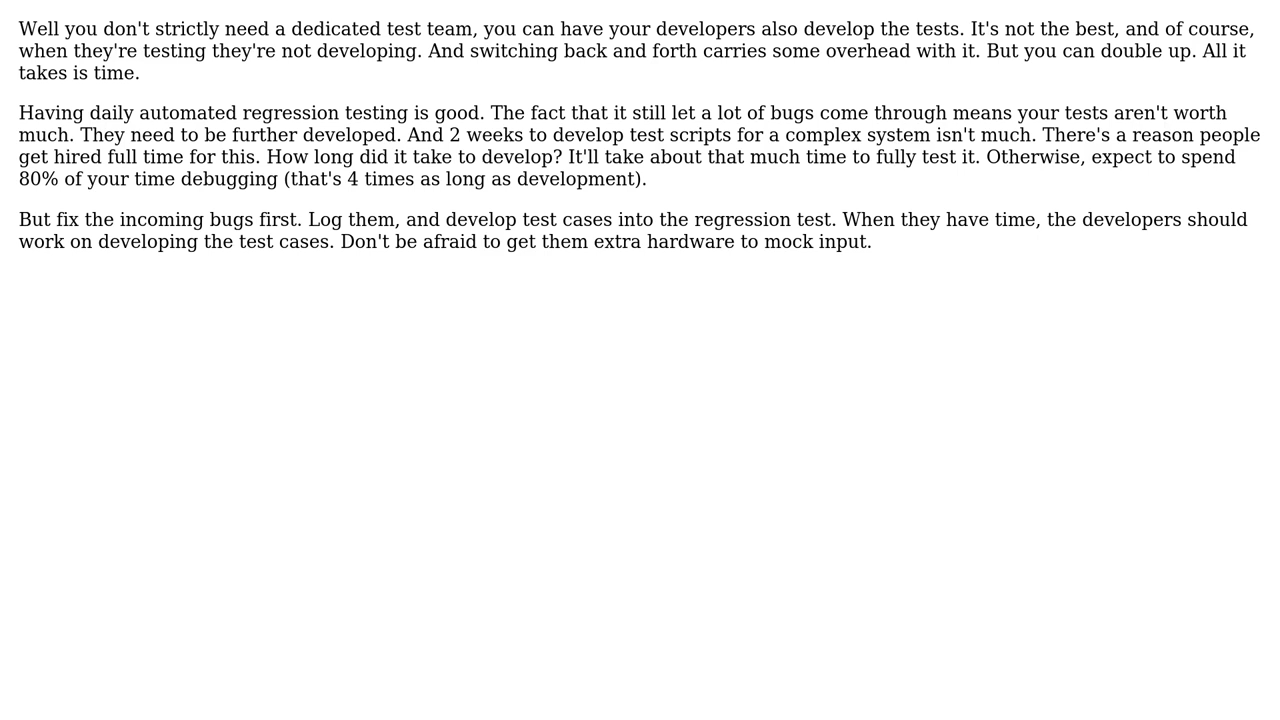 Well you don't strictly need a dedicated test team, you can have your developers also develop the tests. It's not the best, and of course,
when they're testing they're not developing. And switching back and forth carries some overhead with it. But you can double up. All it
takes is time.
Having daily automated regression testing is good. The fact that it still let a lot of bugs come through means your tests aren't worth
much. They need to be further developed. And 2 weeks to develop test scripts for a complex system isn't much. There's a reason people
get hired full time for this. How long did it take to develop? It'll take about that much time to fully test it. Otherwise, expect to spend
80% of your time debugging (that's 4 times as long as development).
But fix the incoming bugs first. Log them, and develop test cases into the regression test. When they have time, the developers should
work on developing the test cases. Don't be afraid to get them extra hardware to mock input.